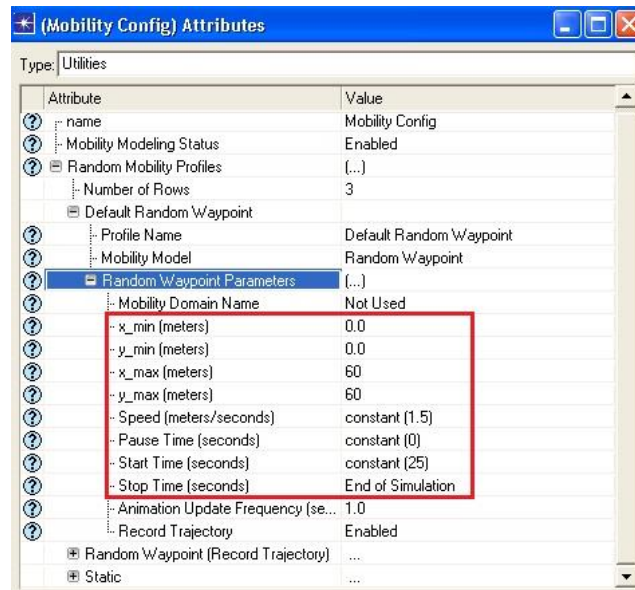 (Mobility Config) Attributes
Type: Utilities
Attribute Value
name Mobility Config
Mobility Modeling Status Enabled
Random Mobility Profiles (...)
Number of Rows 3
Default Random Waypoint
Profile Name Default Random Waypoint
Mobility Model Random Waypoint
Random Waypoint Parameters (...)
Mobility Domain Name Not Used
x_min (meters) 0.0
y_min (meters) 0.0
x_max (meters) 60
y_max (meters) 60
Speed (meters/seconds) constant (1.5)
Pause Time (seconds) constant (0)
Start Time (seconds) constant (25)
Stop Time (seconds) End of Simulation
Animation Update Frequency (se... 1.0
Record Trajectory Enabled
Random Waypoint (Record Trajectory) ...
Static ...